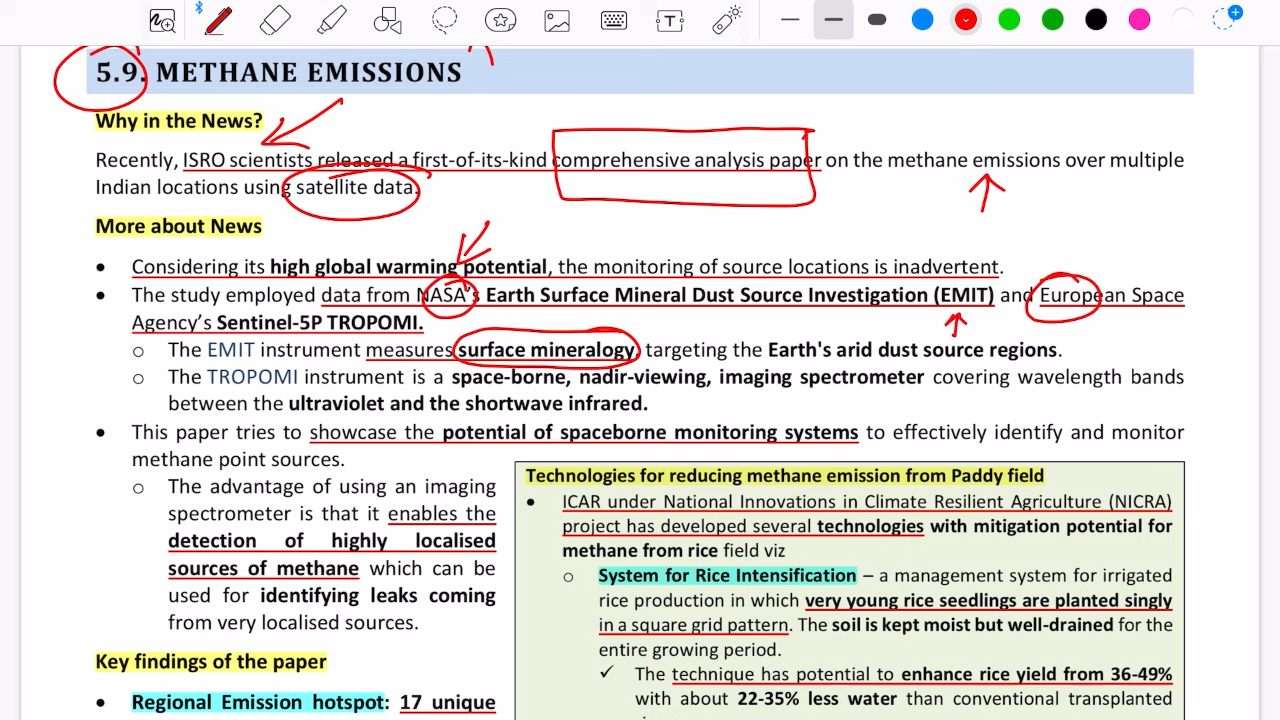 5.9. METHANE EMISSIONS
Why in the News?
Recently, ISRO scientists released a first-of-its-kind comprehensive analysis paper on the methane emissions over multiple
Indian locations using satellite data.
More about News
• Considering its high global warming potential, the monitoring of source locations is inadvertent.
• The study employed data from NASA's Earth Surface Mineral Dust Source Investigation (EMIT) and European Space
Agency's Sentinel-5P TROPOMI.
o The EMIT instrument measures surface mineralogy, targeting the Earth's arid dust source regions.
o The TROPOMI instrument is a space-borne, nadir-viewing, imaging spectrometer covering wavelength bands
between the ultraviolet and the shortwave infrared.
• This paper tries to showcase the potential of spaceborne monitoring systems to effectively identify and monitor
methane point sources.
o The advantage of using an imaging
spectrometer is that it enables the
detection of highly localised
sources of methane which can be
used for identifying leaks coming
from very localised sources.
Key findings of the paper
• Regional Emission hotspot: 17 unique
Technologies for reducing methane emission from Paddy field
• ICAR under National Innovations in Climate Resilient Agriculture (NICRA)
project has developed several technologies with mitigation potential for
methane from rice field viz
o System for Rice Intensification – a management system for irrigated
rice production in which very young rice seedlings are planted singly
in a square grid pattern. The soil is kept moist but well-drained for the
entire growing period.
✓ The technique has potential to enhance rice yield from 36-49%
with about 22-35% less water than conventional transplanted